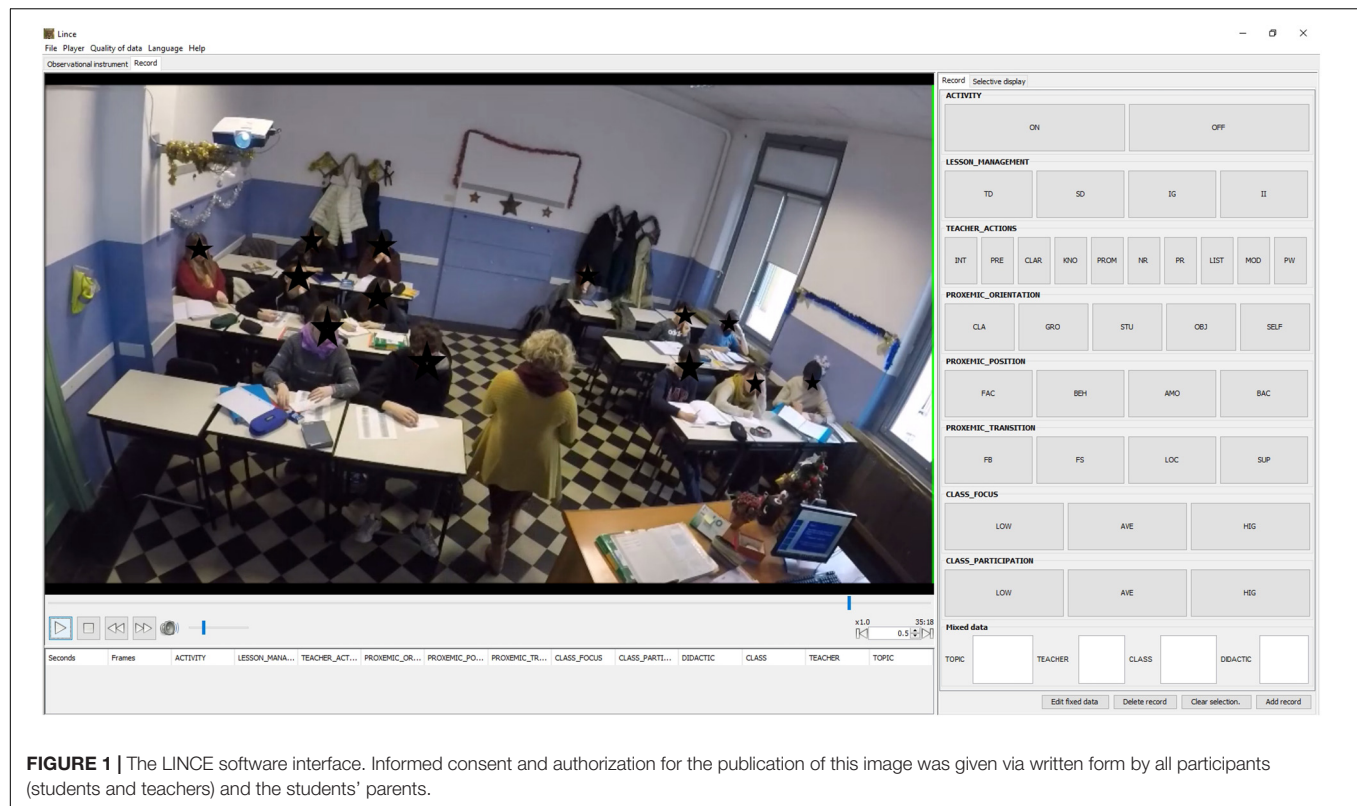 Lince
File Player Quality of data Language Help
Observational instrument Record
Record Selective display
ACTIVITY
ON OFF
LESSON_MANAGEMENT
TD SD IG II
TEACHER_ACTIONS
INT PRE CLAR KNO PROM NR PR LIST MOD PW
PROXEMIC_ORIENTATION
CLA GRO STU OBJ SELF
PROXEMIC_POSITION
FAC BEH AMO BAC
PROXEMIC_TRANSITION
FB FS LOC SUP
CLASS_FOCUS
LOW AVE HIG
CLASS_PARTICIPATION
LOW AVE HIG
Mixed data
TOPIC TEACHER CLASS DIDACTIC
Edit fixed data Delete record Clear selection. Add record
x1.0 35:18
0.5
Seconds Frames ACTIVITY LESSON_MANA... TEACHER_ACT... PROXEMIC_OR... PROXEMIC_PO... PROXEMIC_TR... CLASS_FOCUS CLASS_PARTI... DIDACTIC CLASS TEACHER TOPIC
FIGURE 1 | The LINCE software interface. Informed consent and authorization for the publication of this image was given via written form by all participants
(students and teachers) and the students’ parents.